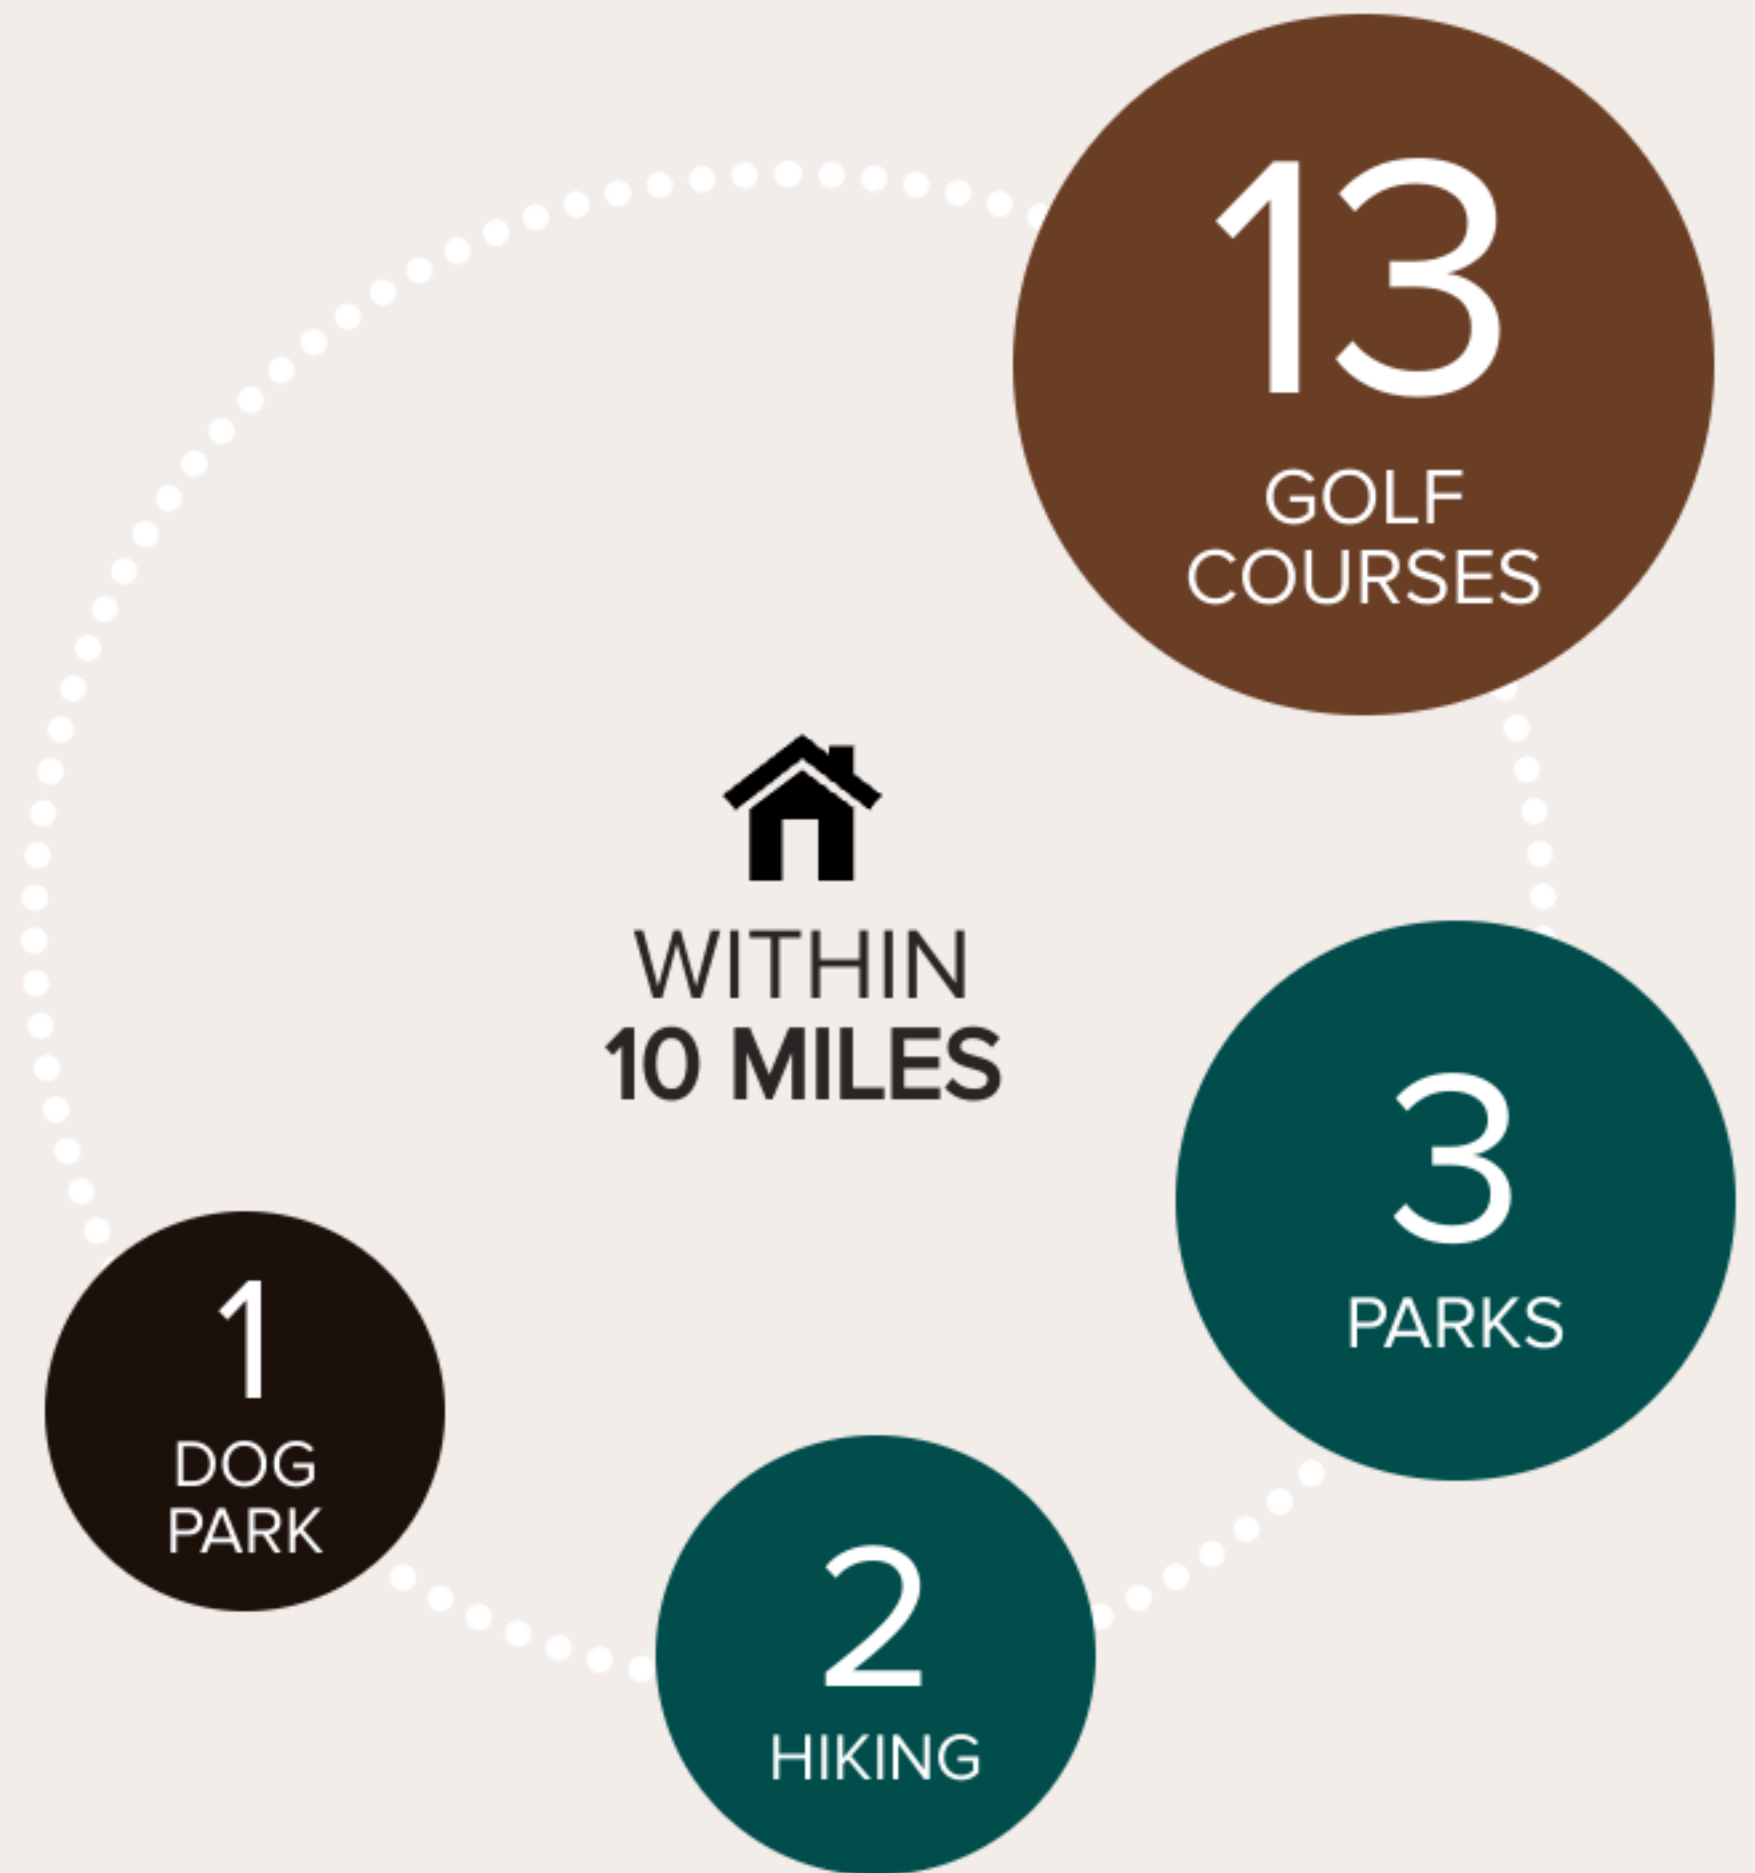 13
GOLF
COURSES
WITHIN
10 MILES
3
PARKS
1
DOG
PARK
2
HIKING